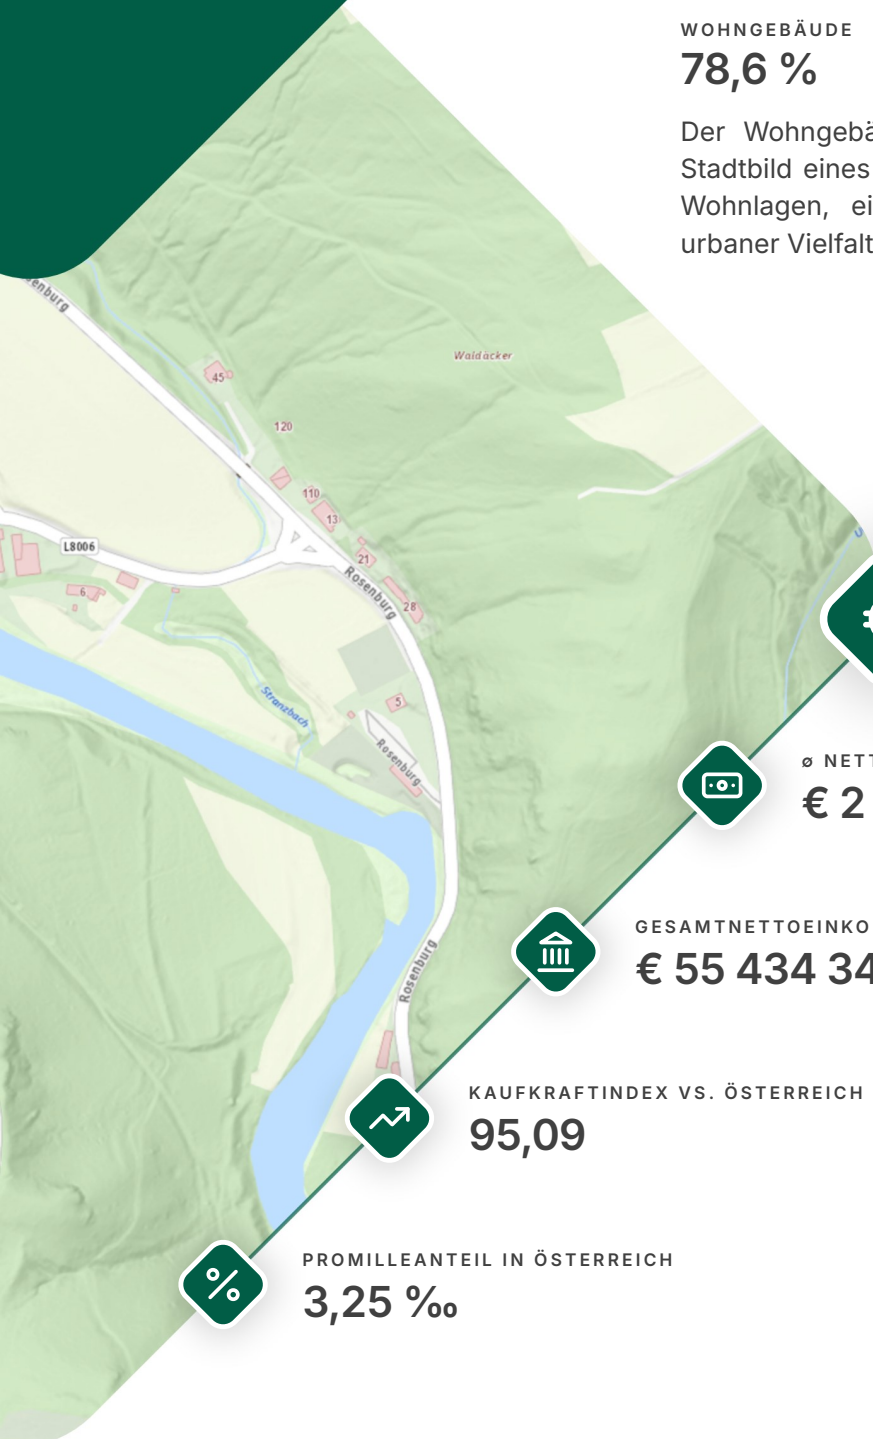 WOHNGEBÄUDE
78,6 %
Der Wohngebä
Stadtbild eines
Wohnlagen, ei
urbaner Vielfalt
enburg
Waldäcker
45
120
110
13
L8006
21
Rosenburg
6
28
Stranzbach
5
Rosenburg
ø NETT
€ 2
GESAMTNETTOEINKO
€ 55 434 34
Rosenburg
KAUFKRAFTINDEX VS. ÖSTERREICH
95,09
PROMILLEANTEIL IN ÖSTERREICH
3,25 ‰